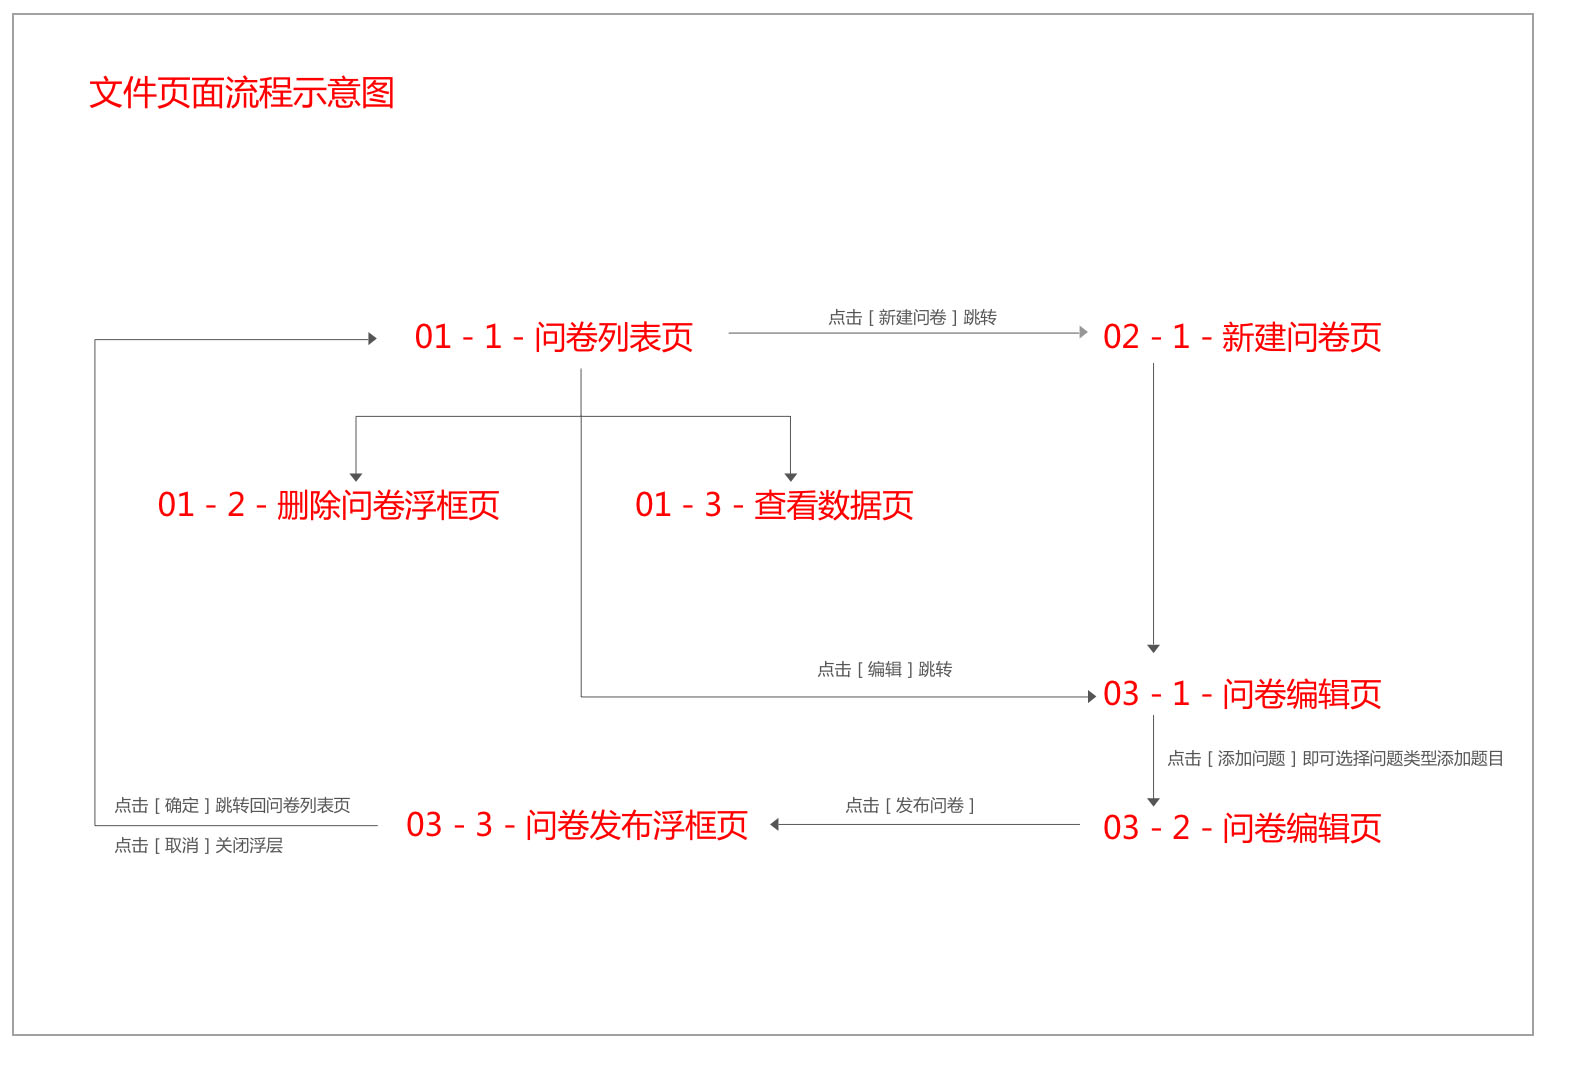 文件页面流程示意图
点击 [ 新建问卷 ] 跳转
01 - 1 - 问卷列表页
02 - 1 - 新建问卷页
01 - 2 - 删除问卷浮框页
01 - 3 - 查看数据页
点击 [ 编辑 ] 跳转
03 - 1 - 问卷编辑页
点击 [ 添加问题 ] 即可选择问题类型添加题目
点击 [ 确定 ] 跳转回问卷列表页
点击 [ 发布问卷 ]
03 - 3 - 问卷发布浮框页
03 - 2 - 问卷编辑页
点击 [ 取消 ] 关闭浮层